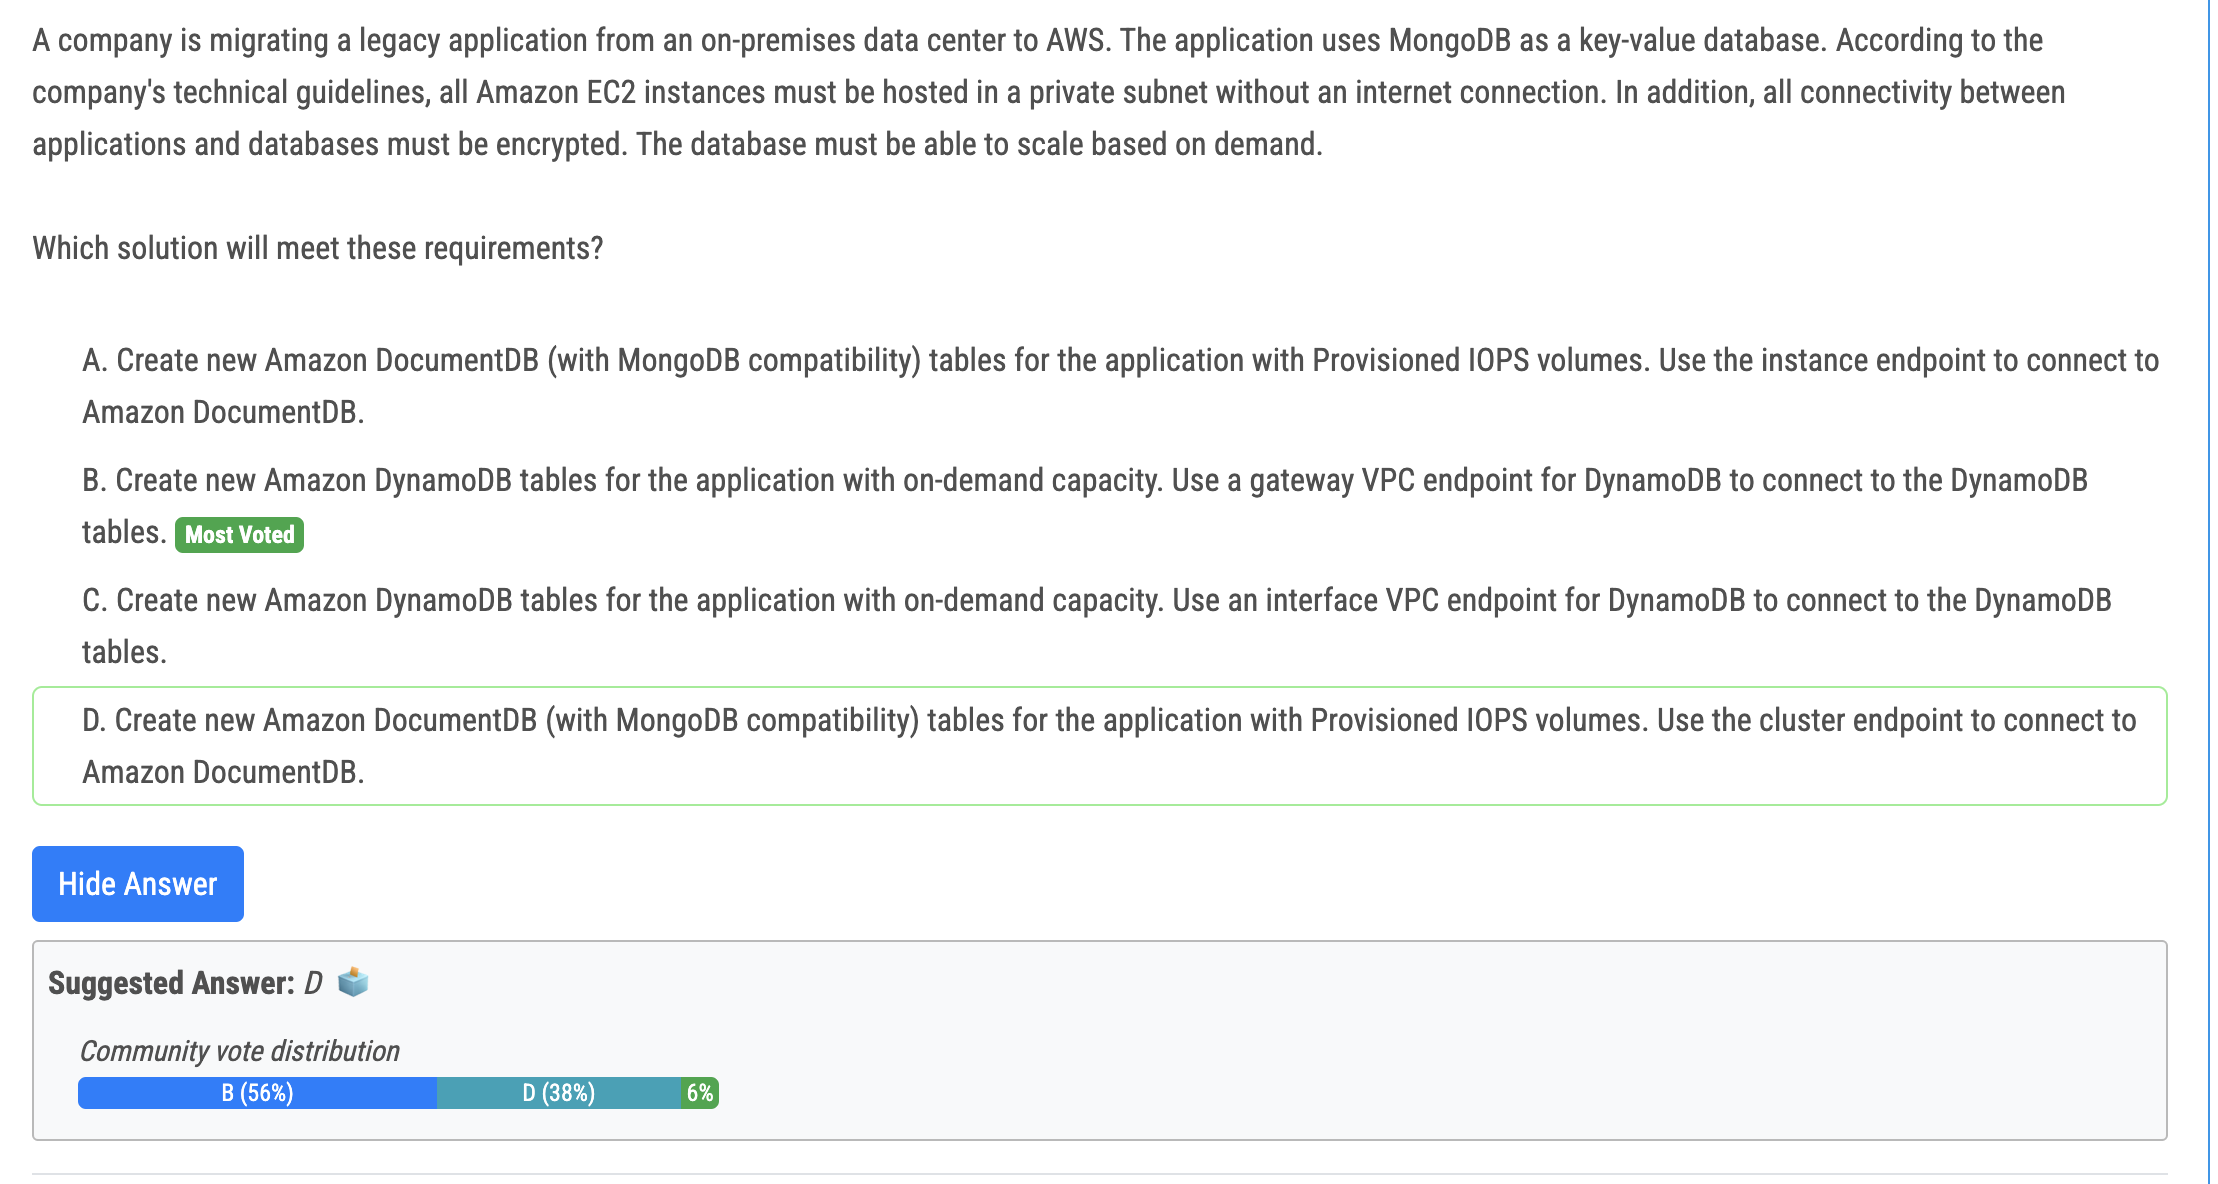 A company is migrating a legacy application from an on-premises data center to AWS. The application uses MongoDB as a key-value database. According to the
company's technical guidelines, all Amazon EC2 instances must be hosted in a private subnet without an internet connection. In addition, all connectivity between
applications and databases must be encrypted. The database must be able to scale based on demand.
Which solution will meet these requirements?
A. Create new Amazon DocumentDB (with MongoDB compatibility) tables for the application with Provisioned IOPS volumes. Use the instance endpoint to connect to
Amazon DocumentDB.
B. Create new Amazon DynamoDB tables for the application with on-demand capacity. Use a gateway VPC endpoint for DynamoDB to connect to the DynamoDB
tables. Most Voted
C. Create new Amazon DynamoDB tables for the application with on-demand capacity. Use an interface VPC endpoint for DynamoDB to connect to the DynamoDB
tables.
D. Create new Amazon DocumentDB (with MongoDB compatibility) tables for the application with Provisioned IOPS volumes. Use the cluster endpoint to connect to
Amazon DocumentDB.
Hide Answer
Suggested Answer: D
Community vote distribution
B (56%) D (38%) 6%